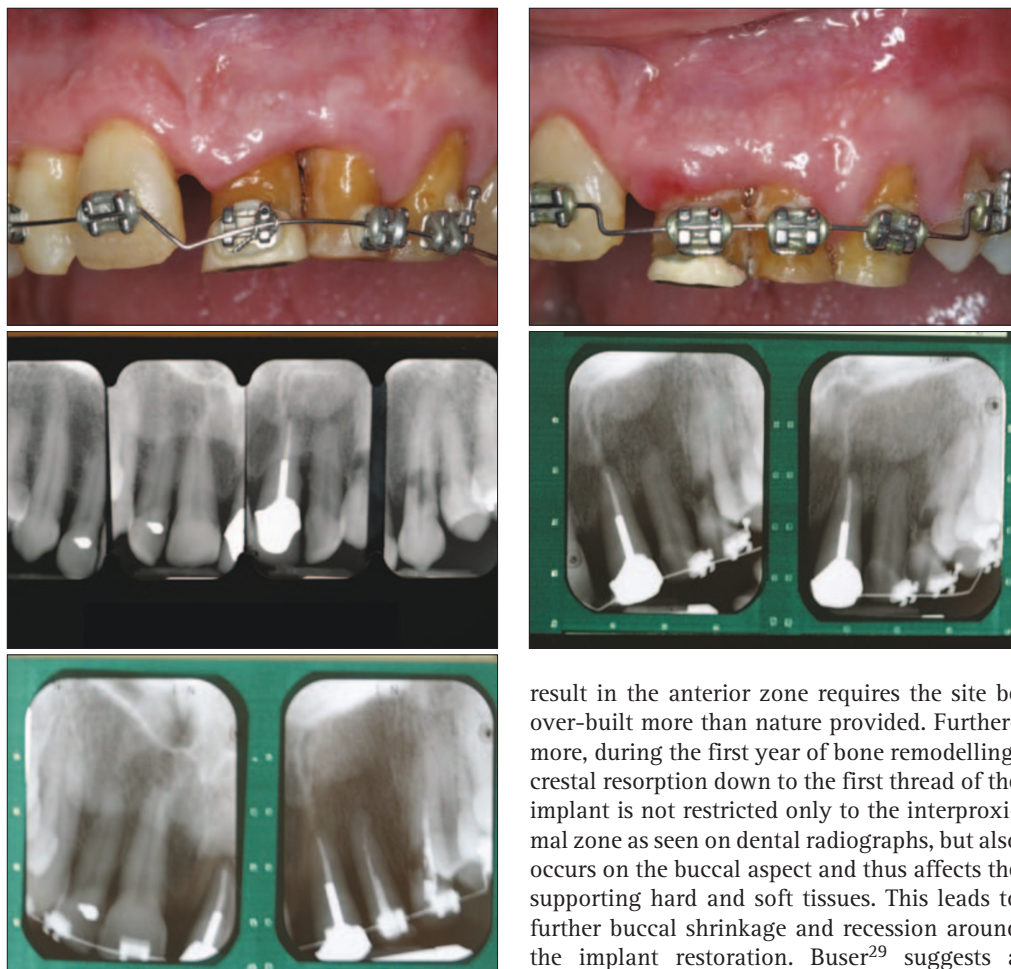 result in the anterior zone requires the site be
over-built more than nature provided. Further-
more, during the first year of bone remodelling,
crestal resorption down to the first thread of the
implant is not restricted only to the interproxi-
mal zone as seen on dental radiographs, but also
occurs on the buccal aspect and thus affects the
supporting hard and soft tissues. This leads to
further buccal shrinkage and recession around
the implant restoration. Buser29 suggests a